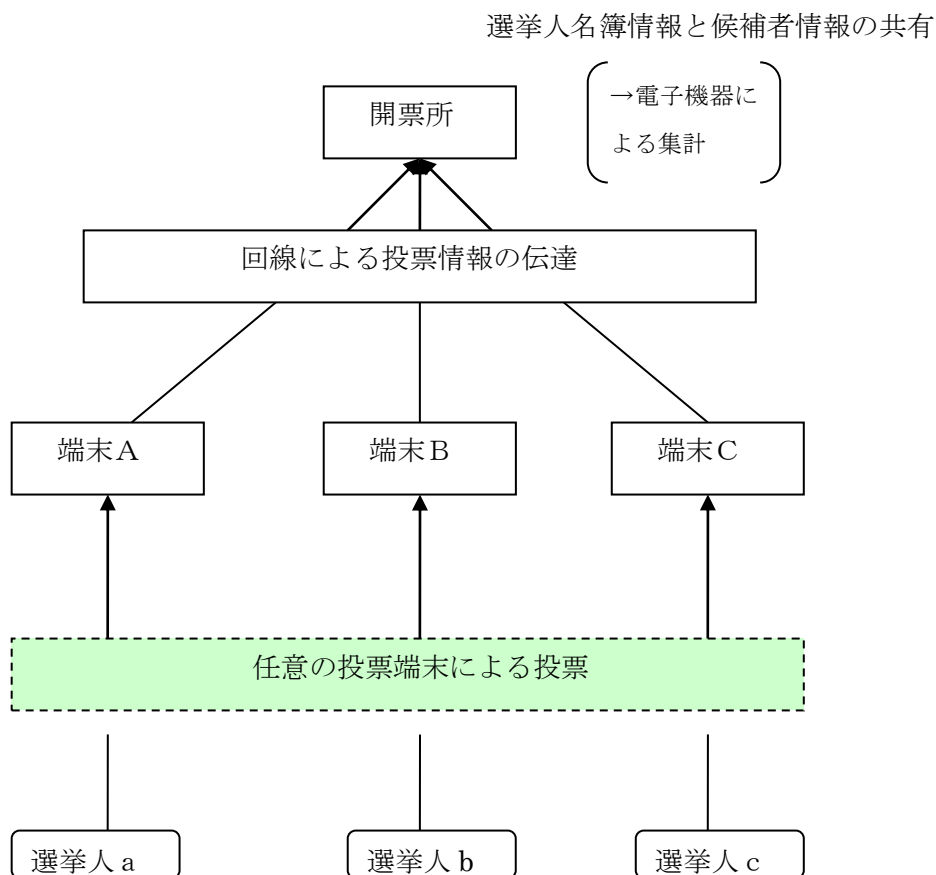 選挙人名簿情報と候補者情報の共有
開票所
→電子機器に
よる集計
回線による投票情報の伝達
端末A
端末B
端末C
任意の投票端末による投票
選挙人a
選挙人b
選挙人c